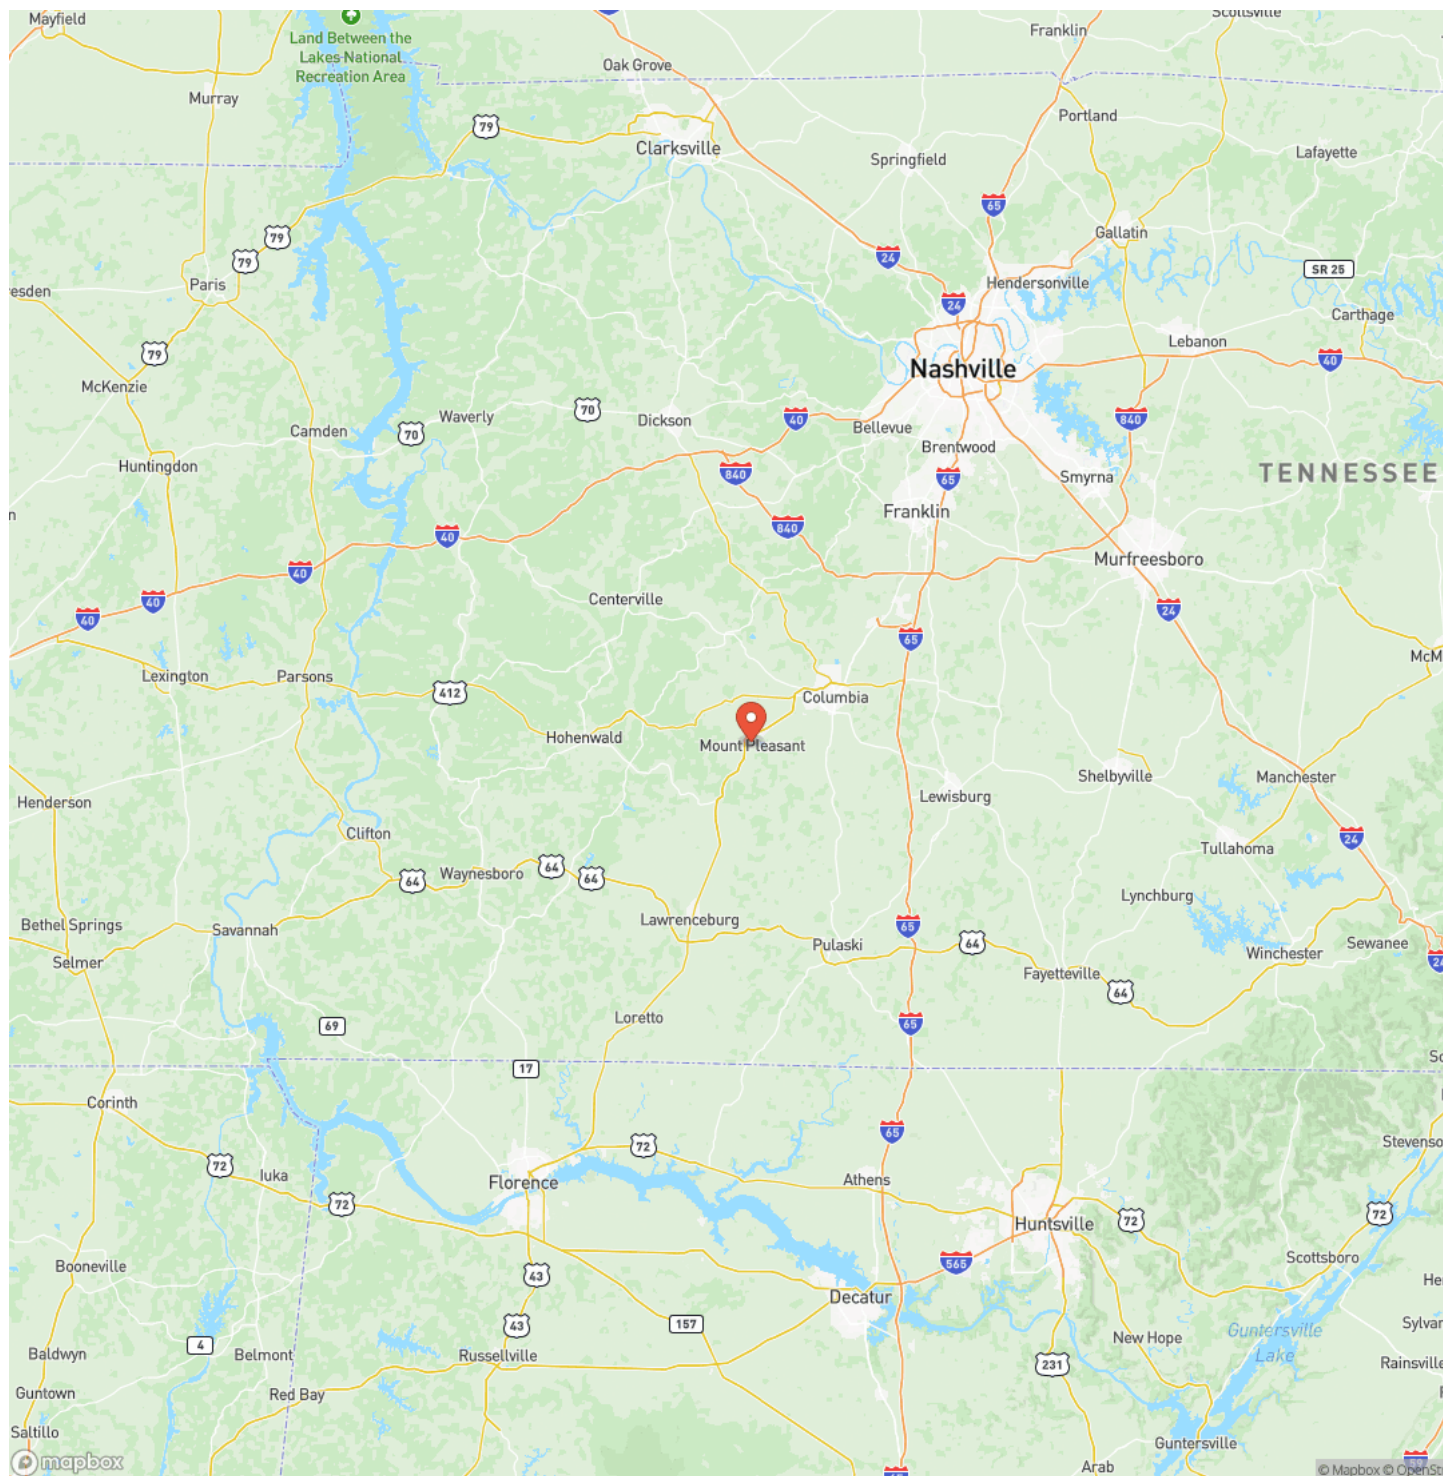 Mayfield
Scottsville
Franklin
Land Between the
Lakes National
Recreation Area
Oak Grove
Murray
Portland
79
Clarksville
Springfield
Lafayette
65
79
Gallatin
24
79
SR 25
Paris
Hendersonville
esden
24
Carthage
Lebanon
79
40
Nashville
McKenzie
70
Waverly
Dickson
40
840
Camden
70
Bellevue
Brentwood
Huntingdon
840
65
Smyrna
TENNESSEE
Franklin
n
840
40
Murfreesboro
40
40
Centerville
24
40
65
McM
Lexington
Parsons
412
Columbia
Hohenwald
Mount Pleasant
Shelbyville
Manchester
Henderson
Lewisburg
Clifton
24
Tullahoma
64
64
Waynesboro
64
Lynchburg
Bethel Springs
Lawrenceburg
65
Savannah
Pulaski
64
Sewanee
Winchester
Selmer
24
Fayetteville
64
Loretto
69
65
17
Corinth
65
72
Stevenso
72
Iuka
Florence
Athens
72
72
72
Huntsville
Scottsboro
Booneville
565
43
He
Decatur
157
43
Guntersville
Lake
Sylvar
4
New Hope
Baldwyn
Belmont
Russellville
231
Rainsville
Guntown
Red Bay
Saltillo
Guntersville
mapbox
Arab
59
65
© Mapbox © OpenSt